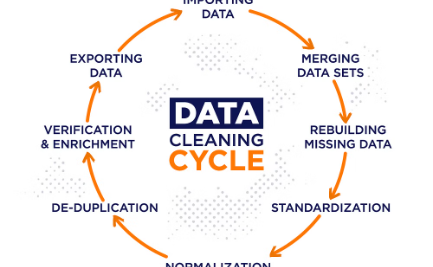 IMPORTING
DATA
MERGING
DATA SETS
REBUILDING
MISSING DATA
STANDARDIZATION
NORMALIZATION
DE-DUPLICATION
VERIFICATION
& ENRICHMENT
EXPORTING
DATA
DATA
CLEANING
CYCLE